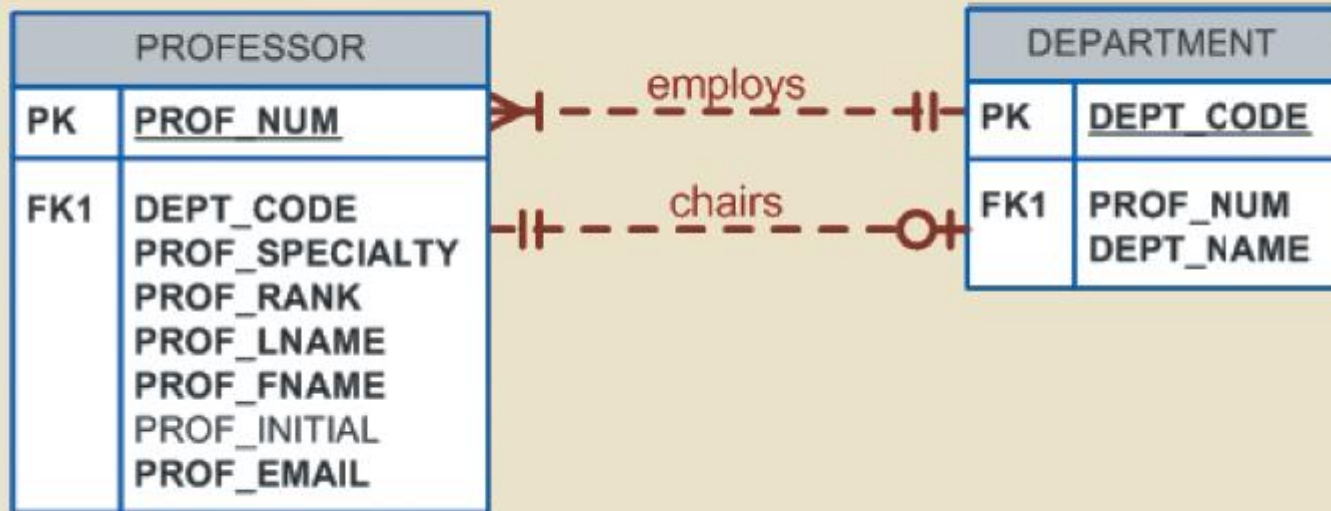 PROFESSOR
PK PROF_NUM
FK1 DEPT_CODE
PROF_SPECIALTY
PROF_RANK
PROF_LNAME
PROF_FNAME
PROF_INITIAL
PROF_EMAIL
employs
chairs
DEPARTMENT
PK DEPT_CODE
FK1 PROF_NUM
DEPT_NAME